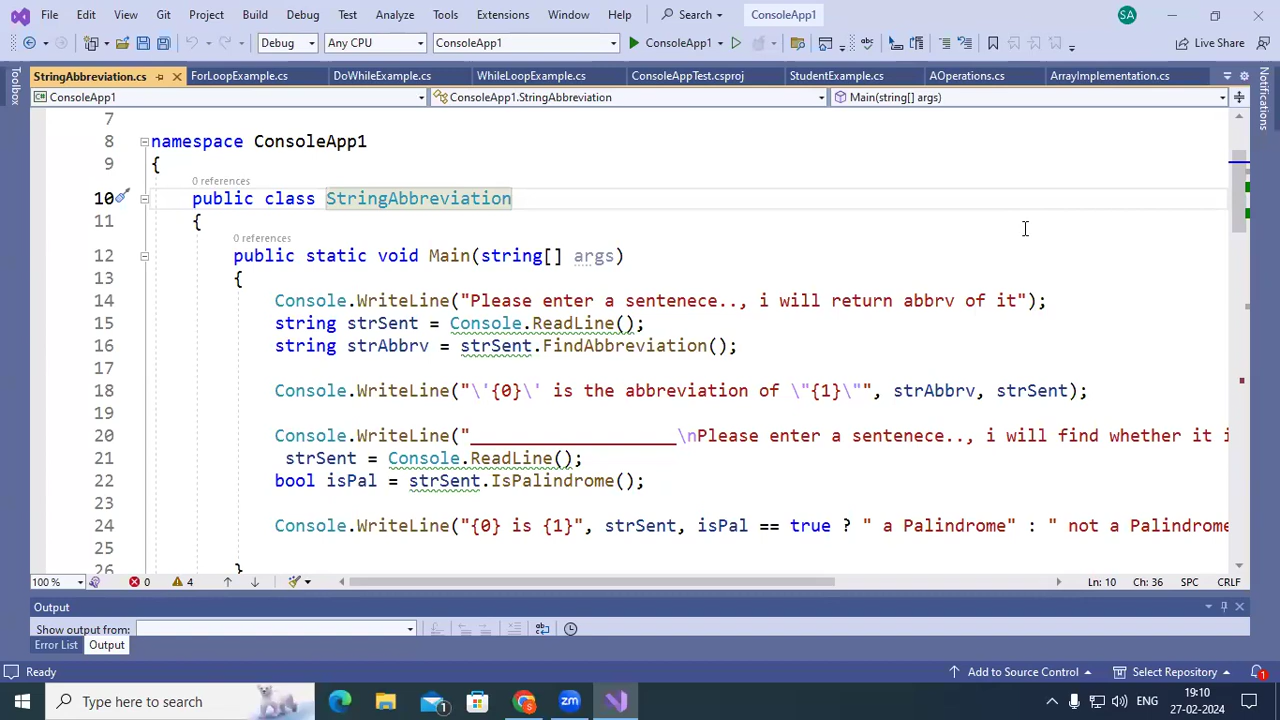 File Edit View Git Project Build Debug Test Analyze Tools Extensions Window Help Search ConsoleApp1 SA
Debug Any CPU ConsoleApp1 ConsoleApp1 Live Share
StringAbbreviation.cs ForLoopExample.cs DoWhileExample.cs WhileLoopExample.cs ConsoleAppTest.csproj StudentExample.cs AOperations.cs ArrayImplementation.cs
ConsoleApp1 ConsoleApp1.StringAbbreviation Main(string[] args)
Toolbox
Notifications
7
8 namespace ConsoleApp1
9 {
0 references
10 public class StringAbbreviation
11 {
0 references
12 public static void Main(string[] args)
13 {
14 Console.WriteLine("Please enter a sentenece.., i will return abbrv of it");
15 string strSent = Console.ReadLine();
16 string strAbbrv = strSent.FindAbbreviation();
17
18 Console.WriteLine("\'{0}\' is the abbreviation of \"{1}\"", strAbbrv, strSent);
19
20 Console.WriteLine("____________________\nPlease enter a sentenece.., i will find whether it i
21 strSent = Console.ReadLine();
22 bool isPal = strSent.IsPalindrome();
23
24 Console.WriteLine("{0} is {1}", strSent, isPal == true ? " a Palindrome" : " not a Palindrome
25
26 }
100 % 0 4 Ln: 10 Ch: 36 SPC CRLF
Output
Show output from:
Error List Output
Ready Add to Source Control Select Repository 1
Type here to search 1 zm ENG 19:10
27-02-2024